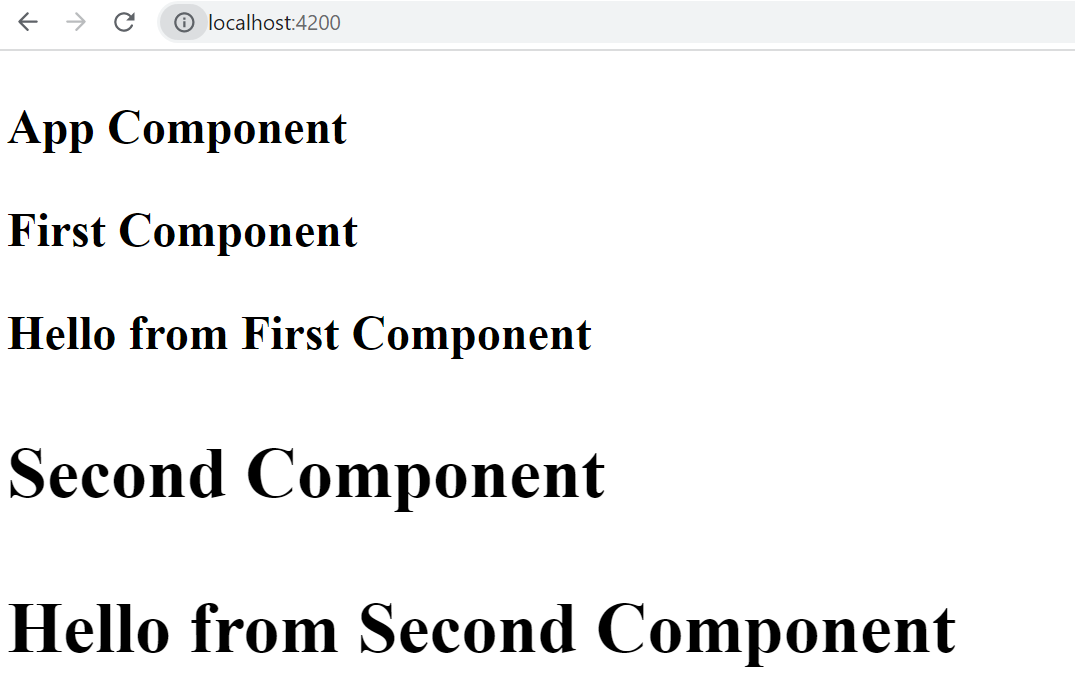 localhost:4200
App Component
First Component
Hello from First Component
Second Component
Hello from Second Component